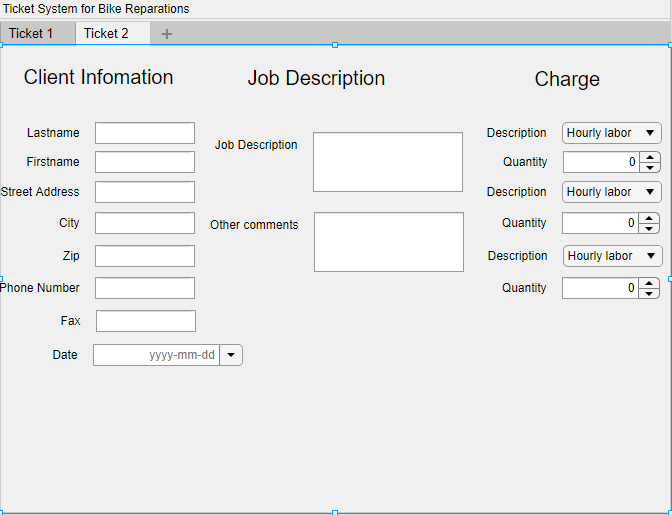 Ticket System for Bike Reparations
Ticket 1 Ticket 2 +
Client Infomation
Lastname
Firstname
Street Address
City
Zip
Phone Number
Fax
Date yyyy-mm-dd
Job Description
Job Description
Other comments
Charge
Description Hourly labor
Quantity 0
Description Hourly labor
Quantity 0
Description Hourly labor
Quantity 0